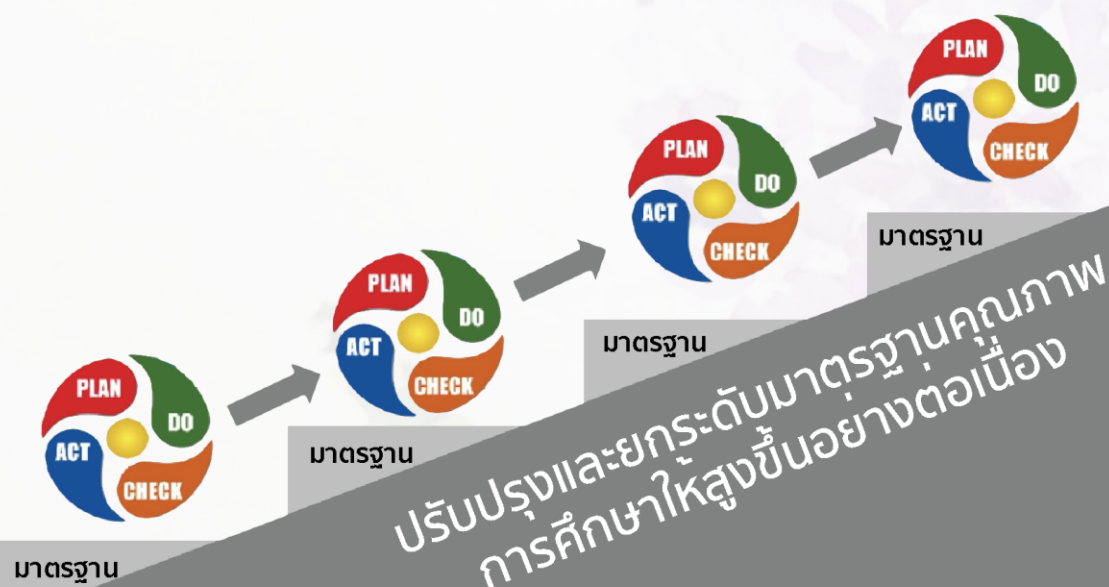 PLAN
DO
ACT
CHECK
มาตรฐาน
PLAN
DO
ACT
CHECK
มาตรฐาน
PLAN
DO
ACT
CHECK
มาตรฐาน
PLAN
DO
ACT
CHECK
มาตรฐาน
ปรับปรุงและยกระดับมาตรฐานคุณภาพ
การศึกษาให้สูงขึ้นอย่างต่อเนื่อง